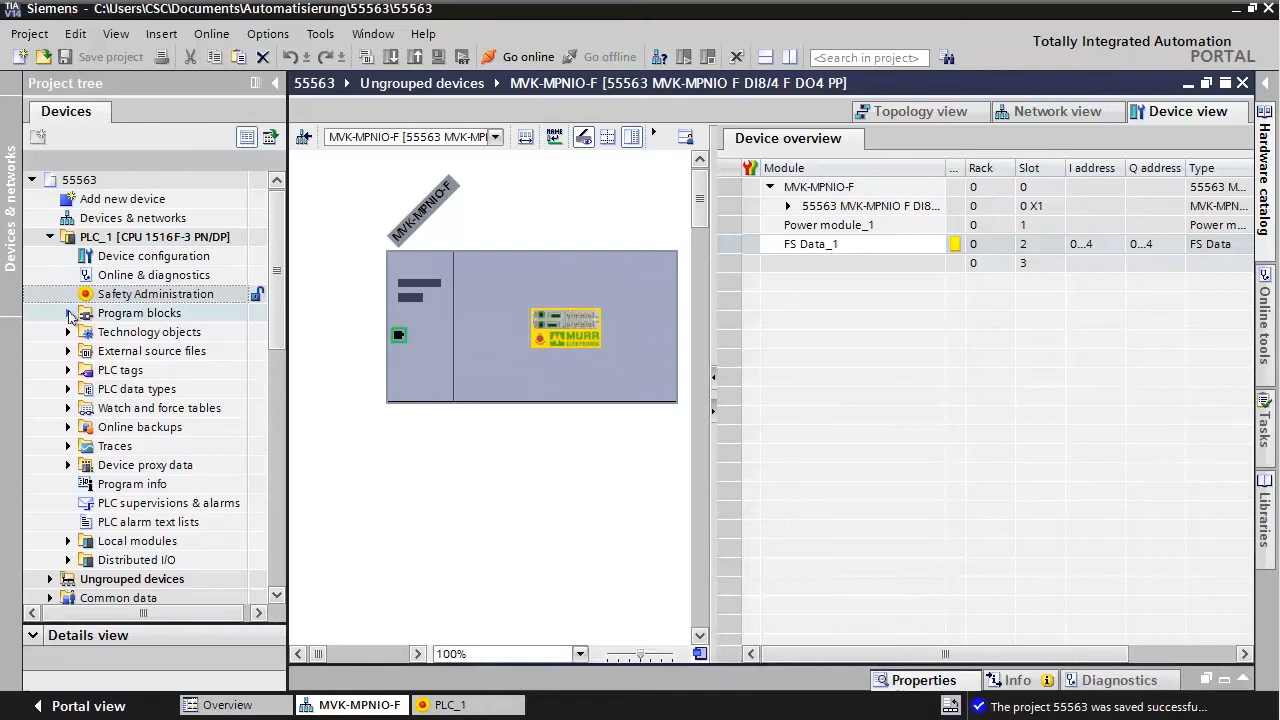 TIA V14 Siemens - C:\Users\CSC\Documents\Automatisierung\55563\55563
Project Edit View Insert Online Options Tools Window Help
Totally Integrated Automation
PORTAL
Save project Go online Go offline <Search in project>
Project tree
55563 Ungrouped devices MVK-MPNIO-F [55563 MVK-MPNIO F DI8/4 F DO4 PP]
Devices
Topology view Network view Device view
MVK-MPNIO-F [55563 MVK-MPI
NAME
Device overview
Module ... Rack Slot I address Q address Type
MVK-MPNIO-F 0 0 55563 M...
55563 MVK-MPNIO F DI8... 0 0 X1 MVK-MPN...
Power module_1 0 1 Power m...
FS Data_1 0 2 0...4 0...4 FS Data
0 3
55563
Add new device
Devices & networks
PLC_1 [CPU 1516F-3 PN/DP]
Device configuration
Online & diagnostics
Safety Administration
Program blocks
Technology objects
External source files
PLC tags
PLC data types
Watch and force tables
Online backups
Traces
Device proxy data
Program info
PLC supervisions & alarms
PLC alarm text lists
Local modules
Distributed I/O
Ungrouped devices
Common data
Details view
MVK-MPNIO-F
MURR
ELEKTRONIK
100%
Devices & networks
Hardware catalog
Online tools
Tasks
Libraries
Properties Info Diagnostics
Portal view Overview MVK-MPNIO-F PLC_1 The project 55563 was saved successfu...